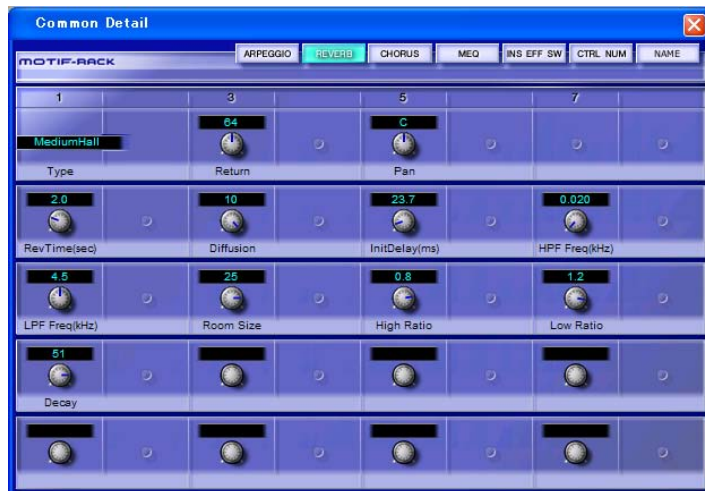 Common Detail
MOTIF-RACK
ARPEGGIO REVERB CHORUS MEQ INS EFF SW CTRL NUM NAME
1 3 5 7
64 C
MediumHall
Type Return Pan
2.0 10 23.7 0.020
RevTime(sec) Diffusion InitDelay(ms) HPF Freq(kHz)
4.5 25 0.8 1.2
LPF Freq(kHz) Room Size High Ratio Low Ratio
51
Decay